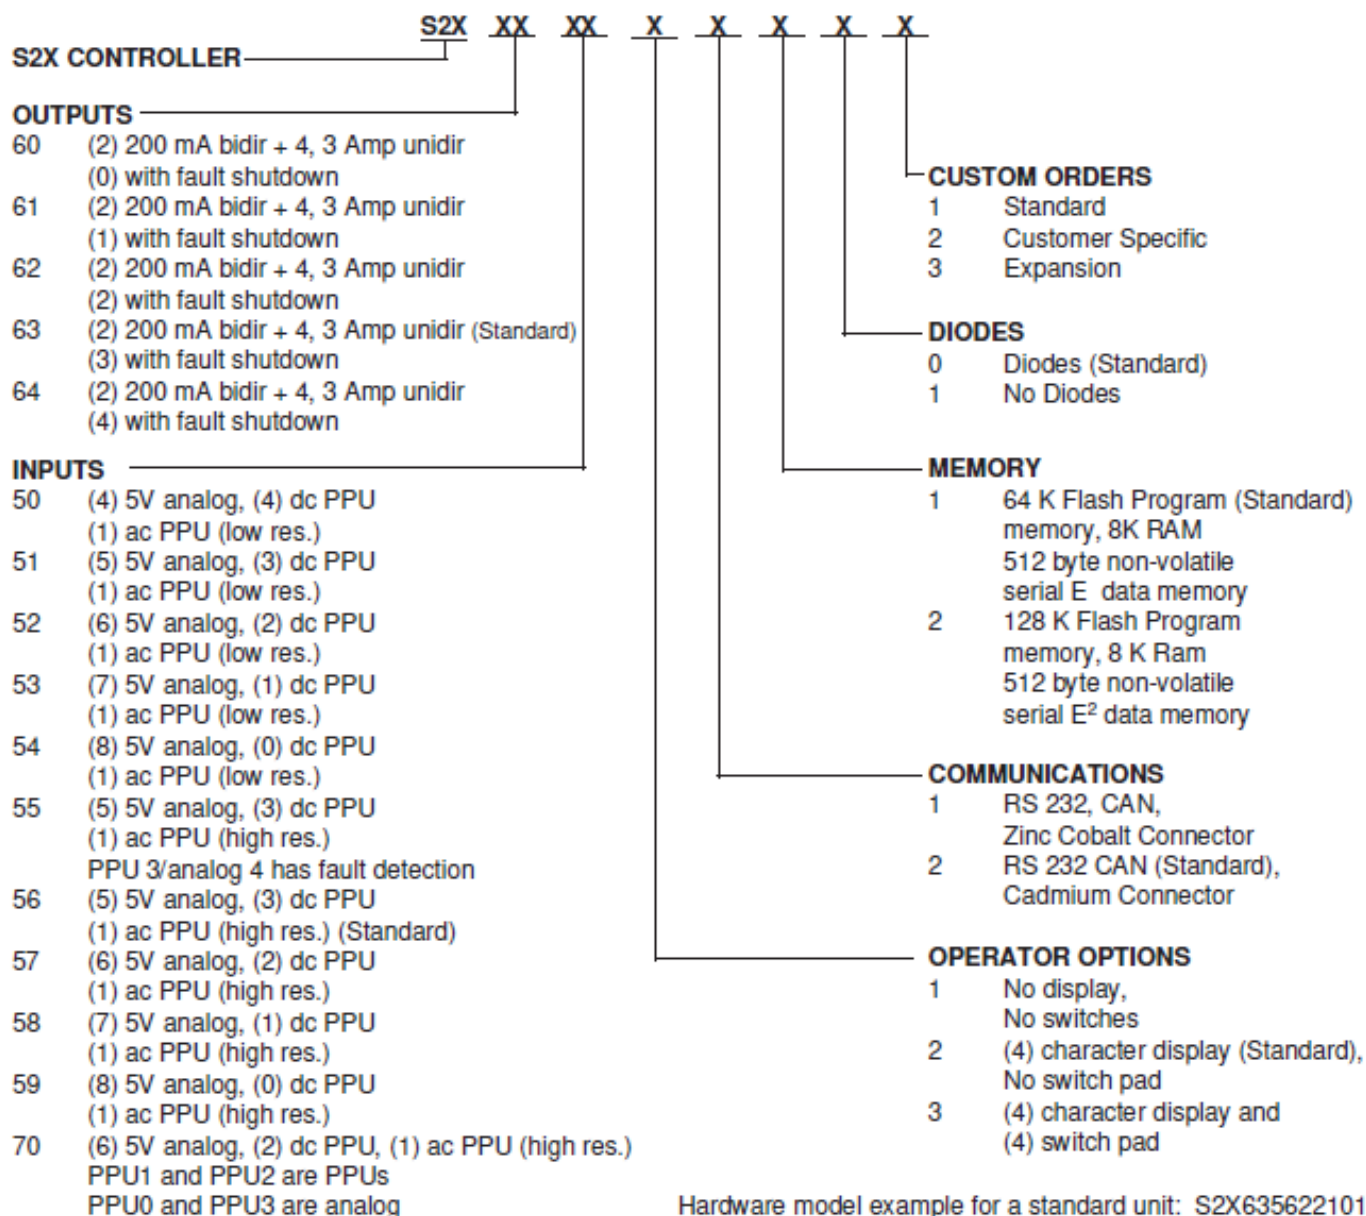 S2X XX XX X X X X X
S2X CONTROLLER
OUTPUTS
60 (2) 200 mA bidir + 4, 3 Amp unidir
(0) with fault shutdown
61 (2) 200 mA bidir + 4, 3 Amp unidir
(1) with fault shutdown
62 (2) 200 mA bidir + 4, 3 Amp unidir
(2) with fault shutdown
63 (2) 200 mA bidir + 4, 3 Amp unidir (Standard)
(3) with fault shutdown
64 (2) 200 mA bidir + 4, 3 Amp unidir
(4) with fault shutdown
INPUTS
50 (4) 5V analog, (4) dc PPU
(1) ac PPU (low res.)
51 (5) 5V analog, (3) dc PPU
(1) ac PPU (low res.)
52 (6) 5V analog, (2) dc PPU
(1) ac PPU (low res.)
53 (7) 5V analog, (1) dc PPU
(1) ac PPU (low res.)
54 (8) 5V analog, (0) dc PPU
(1) ac PPU (low res.)
55 (5) 5V analog, (3) dc PPU
(1) ac PPU (high res.)
PPU 3/analog 4 has fault detection
56 (5) 5V analog, (3) dc PPU
(1) ac PPU (high res.) (Standard)
57 (6) 5V analog, (2) dc PPU
(1) ac PPU (high res.)
58 (7) 5V analog, (1) dc PPU
(1) ac PPU (high res.)
59 (8) 5V analog, (0) dc PPU
(1) ac PPU (high res.)
70 (6) 5V analog, (2) dc PPU, (1) ac PPU (high res.)
PPU1 and PPU2 are PPUs
PPU0 and PPU3 are analog
CUSTOM ORDERS
1 Standard
2 Customer Specific
3 Expansion
DIODES
0 Diodes (Standard)
1 No Diodes
MEMORY
1 64 K Flash Program (Standard)
memory, 8K RAM
512 byte non-volatile
serial E data memory
2 128 K Flash Program
memory, 8 K Ram
512 byte non-volatile
serial E² data memory
COMMUNICATIONS
1 RS 232, CAN,
Zinc Cobalt Connector
2 RS 232 CAN (Standard),
Cadmium Connector
OPERATOR OPTIONS
1 No display,
No switches
2 (4) character display (Standard),
No switch pad
3 (4) character display and
(4) switch pad
Hardware model example for a standard unit: S2X635622101